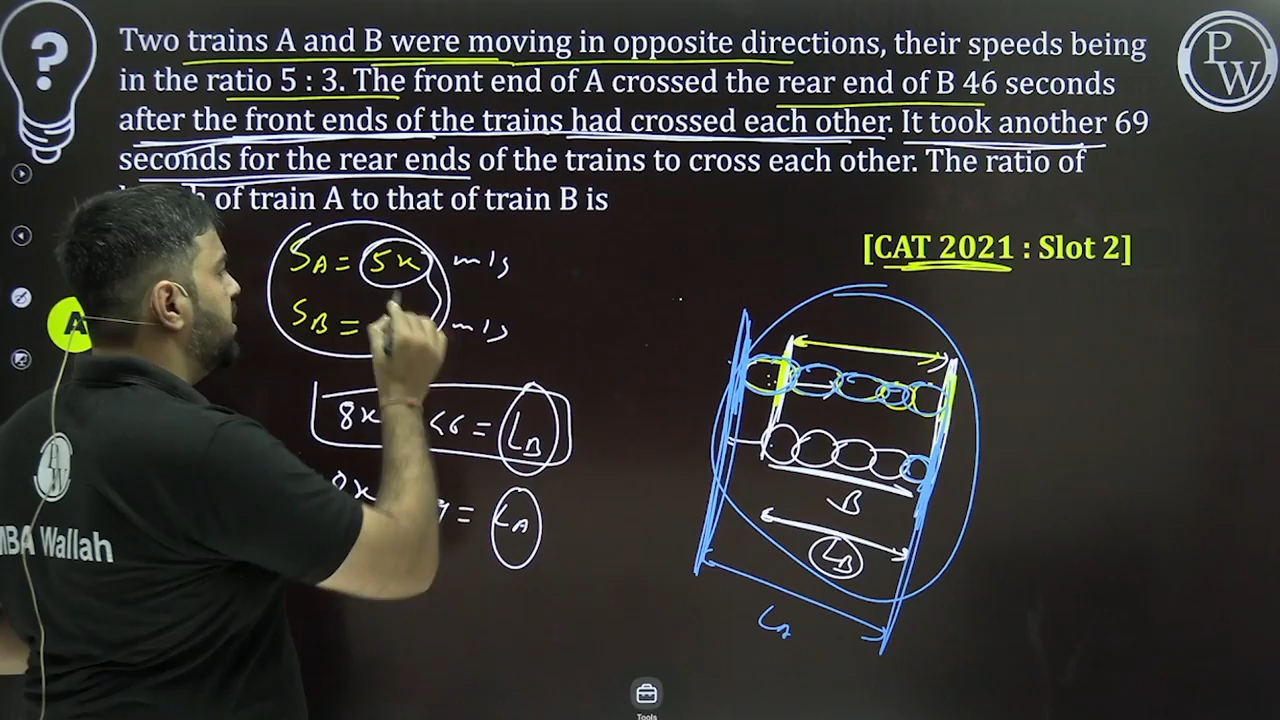 Two trains A and B were moving in opposite directions, their speeds being
in the ratio 5 : 3. The front end of A crossed the rear end of B 46 seconds
after the front ends of the trains had crossed each other. It took another 69
seconds for the rear ends of the trains to cross each other. The ratio of
of train A to that of train B is
[CAT 2021 : Slot 2]
PW
?
A
SA = 5x m/s
SB = m/s
8x = LB
= LA
B
LB
MBA Wallah
Tools